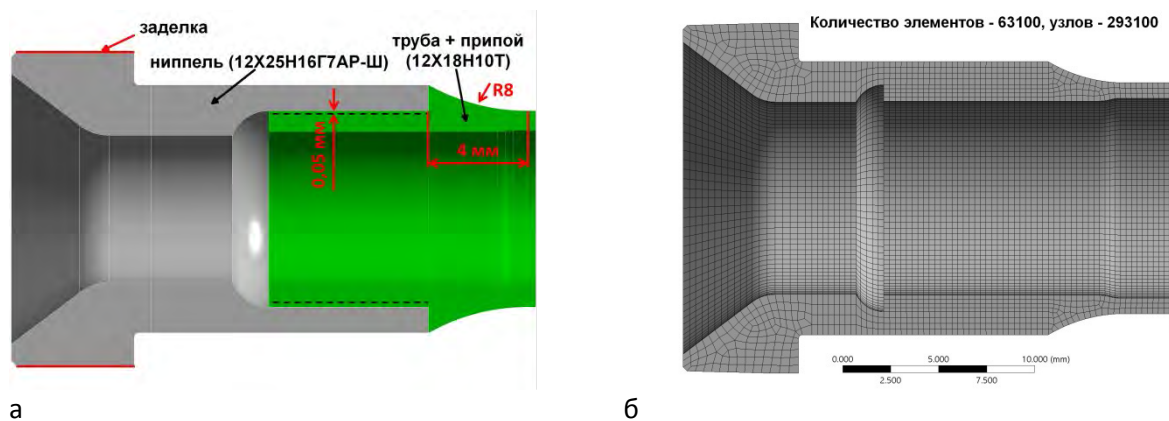 заделка
ниппель (12Х25Н16Г7АР-Ш)
труба + припой
(12Х18Н10Т)
R8
0,05 мм
4 мм
а
Количество элементов - 63100, узлов - 293100
0.000
5.000
10.000 (mm)
2.500
7.500
б